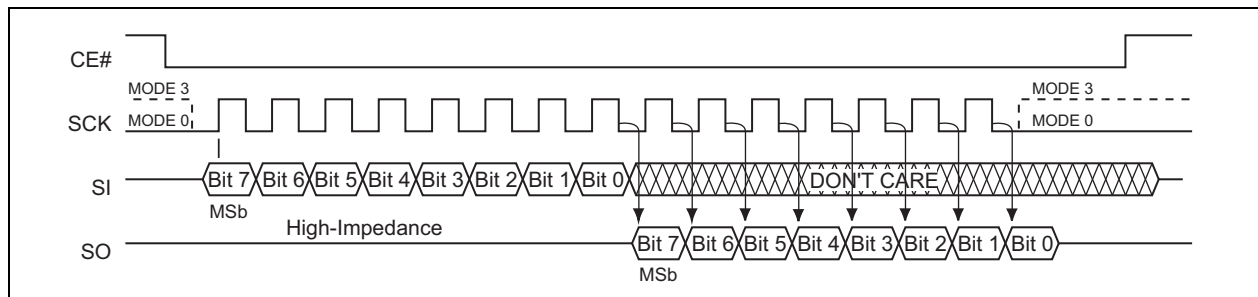 CE#
MODE 3 MODE 3
SCK MODE 0 MODE 0
SI Bit 7 Bit 6 Bit 5 Bit 4 Bit 3 Bit 2 Bit 1 Bit 0 DON'T CARE
MSb
High-Impedance
SO Bit 7 Bit 6 Bit 5 Bit 4 Bit 3 Bit 2 Bit 1 Bit 0
MSb